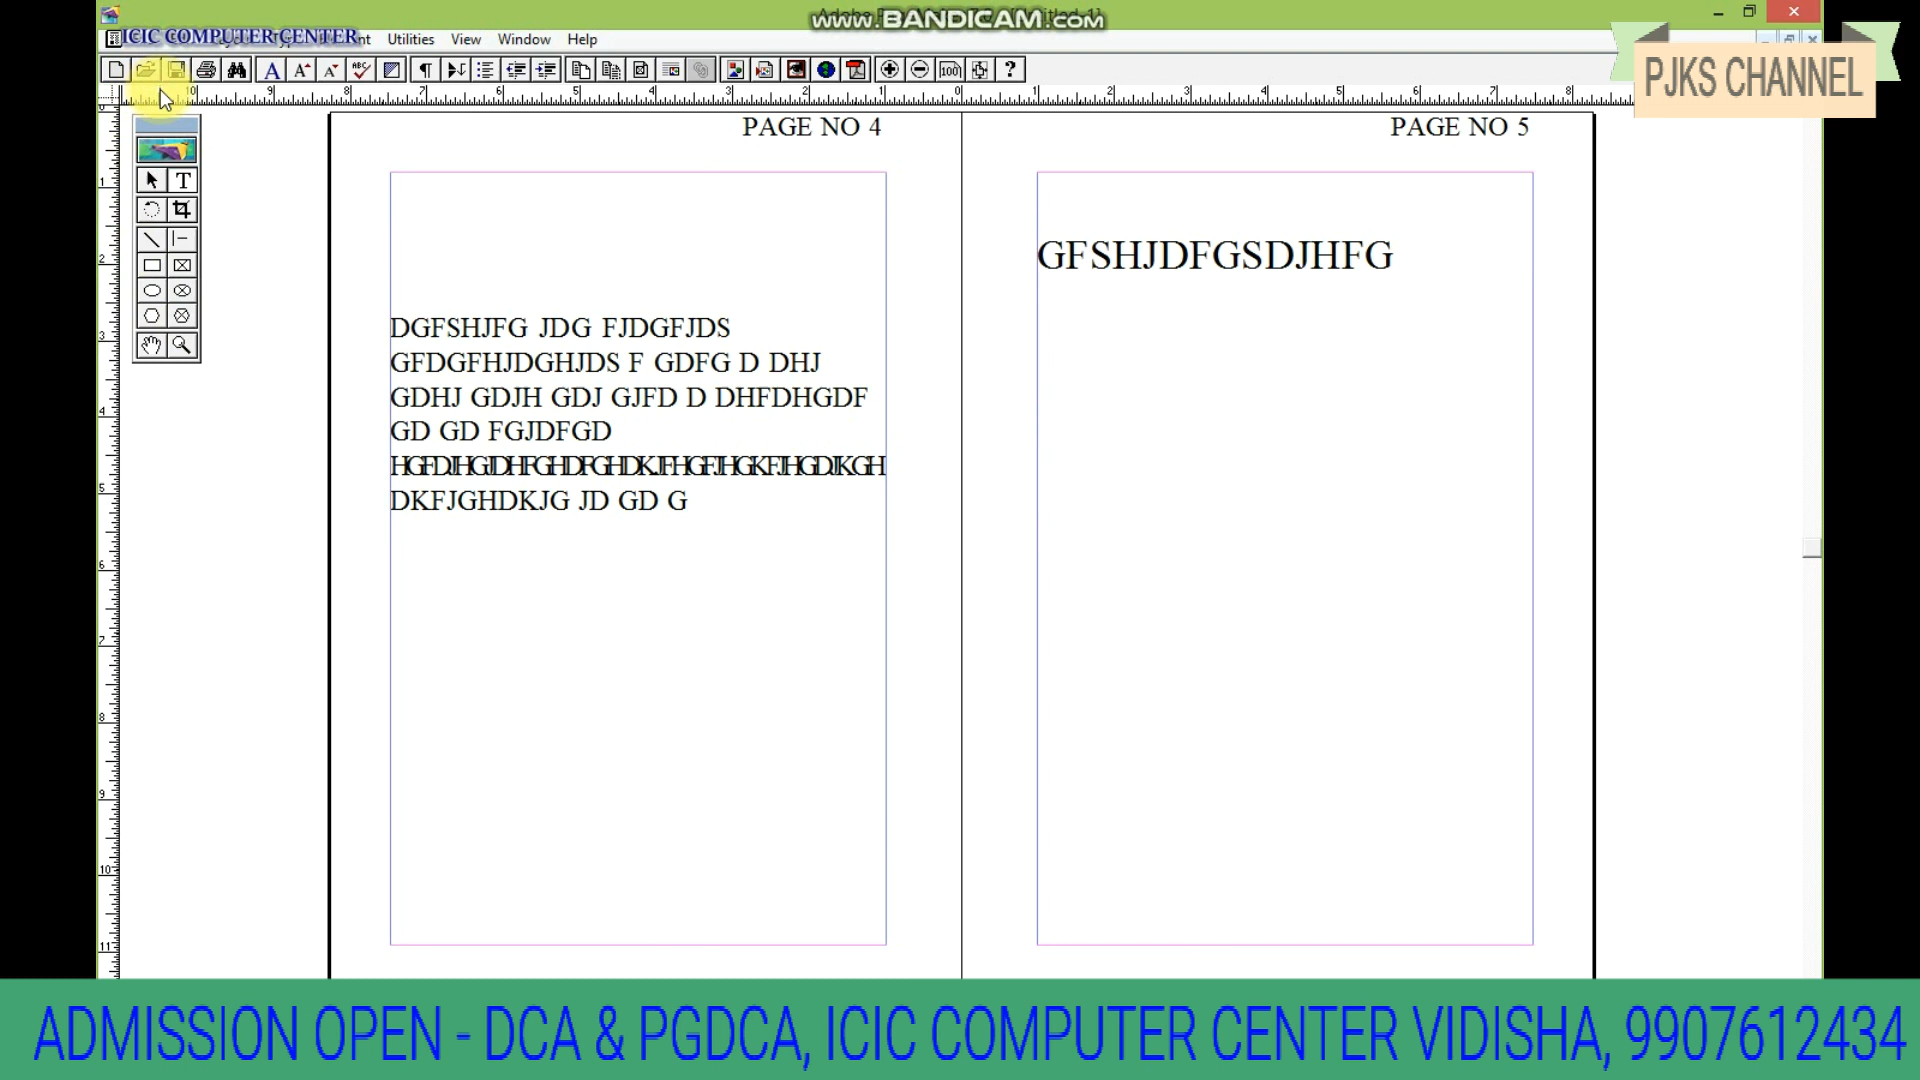 www.BANDICAM.com
ICIC COMPUTER CENTER
Utilities View Window Help
PJKS CHANNEL
PAGE NO 4
PAGE NO 5
GFSHJDFGSDJHFG
DGFSHJFG JDG FJDGFJDS
GFDGFHJDGHJDS F GDFG D DHJ
GDHJ GDJH GDJ GJFD D DHFDHGDF
GD GD FGJDFGD
DKFJGHDKJG JD GD G
ADMISSION OPEN - DCA & PGDCA, ICIC COMPUTER CENTER VIDISHA, 9907612434